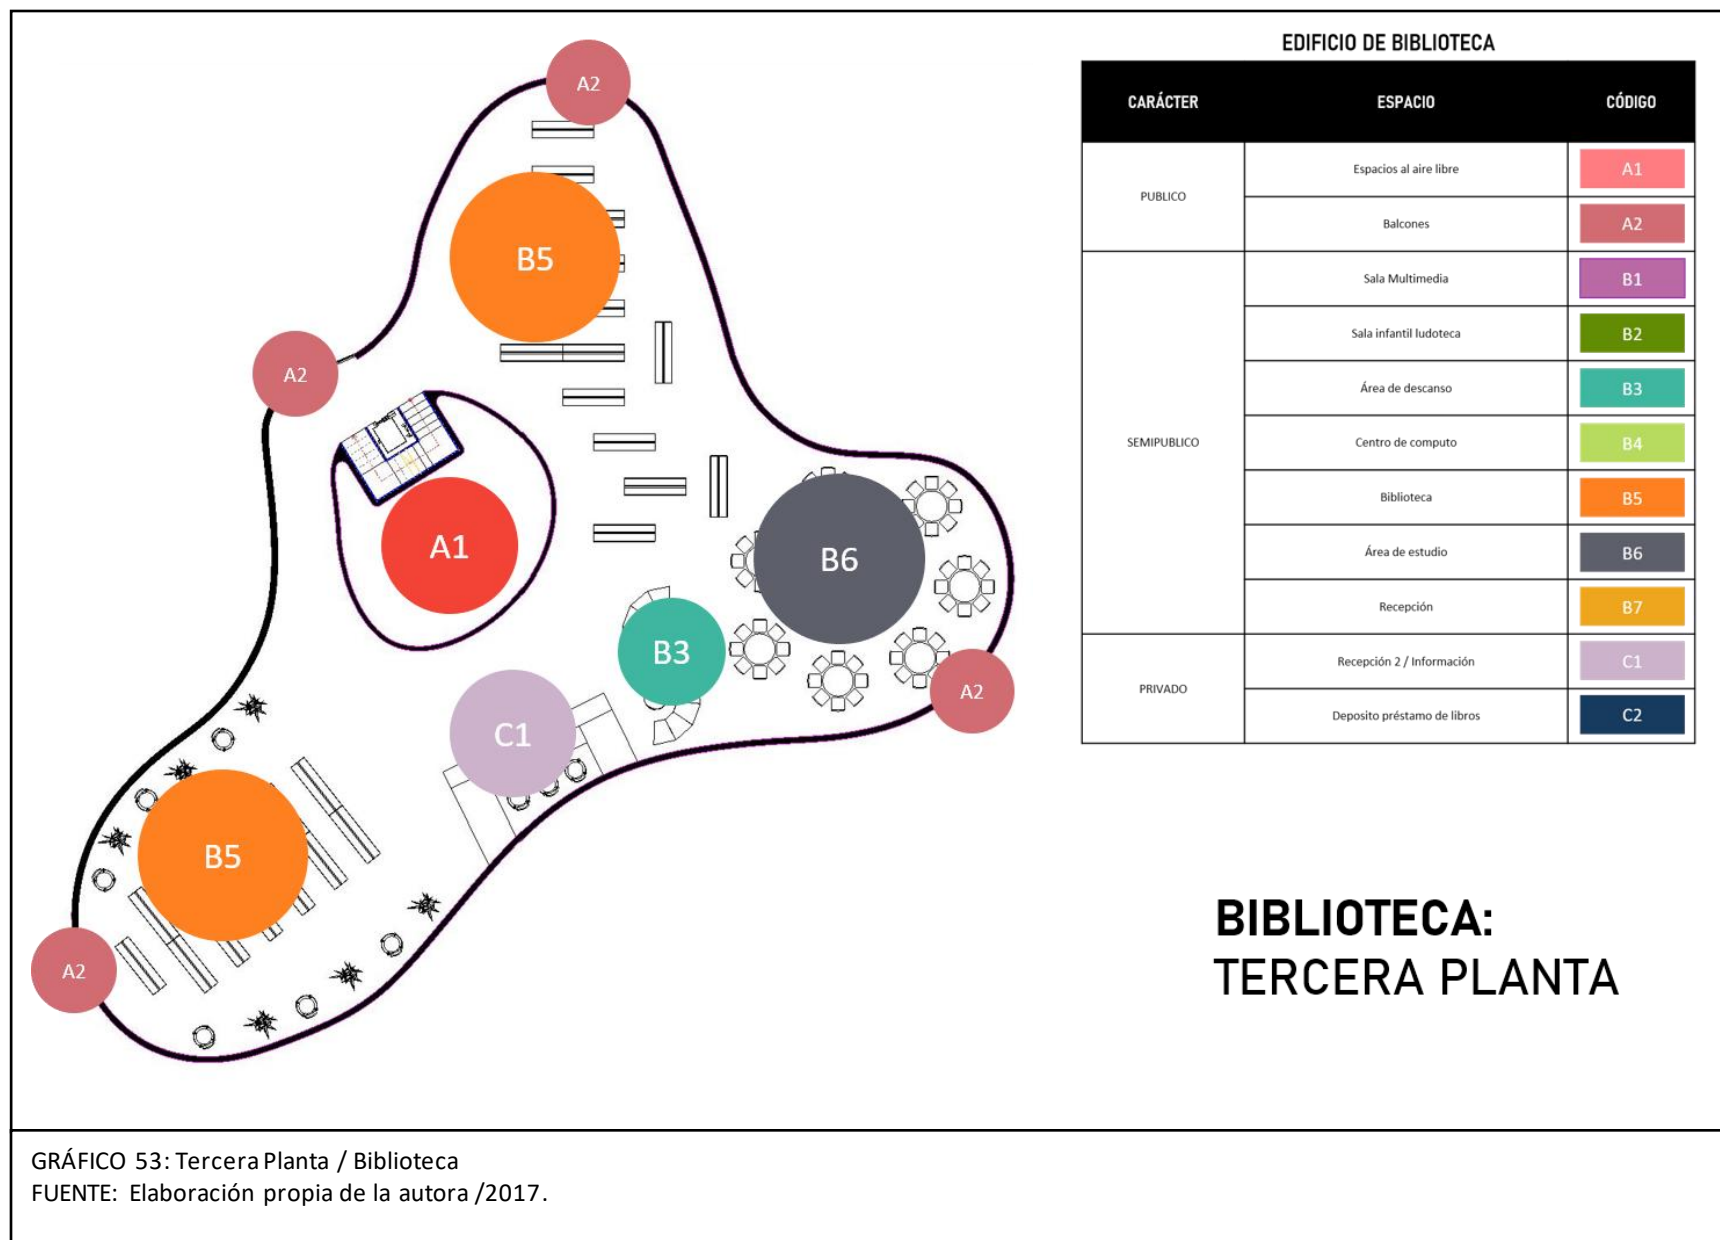 EDIFICIO DE BIBLIOTECA
CARÁCTER ESPACIO CÓDIGO
PUBLICO
Espacios al aire libre A1
Balcones A2
SEMIPUBLICO
Sala Multimedia B1
Sala infantil ludoteca B2
Área de descanso B3
Centro de computo B4
Biblioteca B5
Área de estudio B6
Recepción B7
PRIVADO
Recepción 2 / Información C1
Deposito préstamo de libros C2
A2
B5
A2
A1
B6
B3
A2
C1
B5
A2
BIBLIOTECA:
TERCERA PLANTA
GRÁFICO 53: Tercera Planta / Biblioteca
FUENTE: Elaboración propia de la autora /2017.